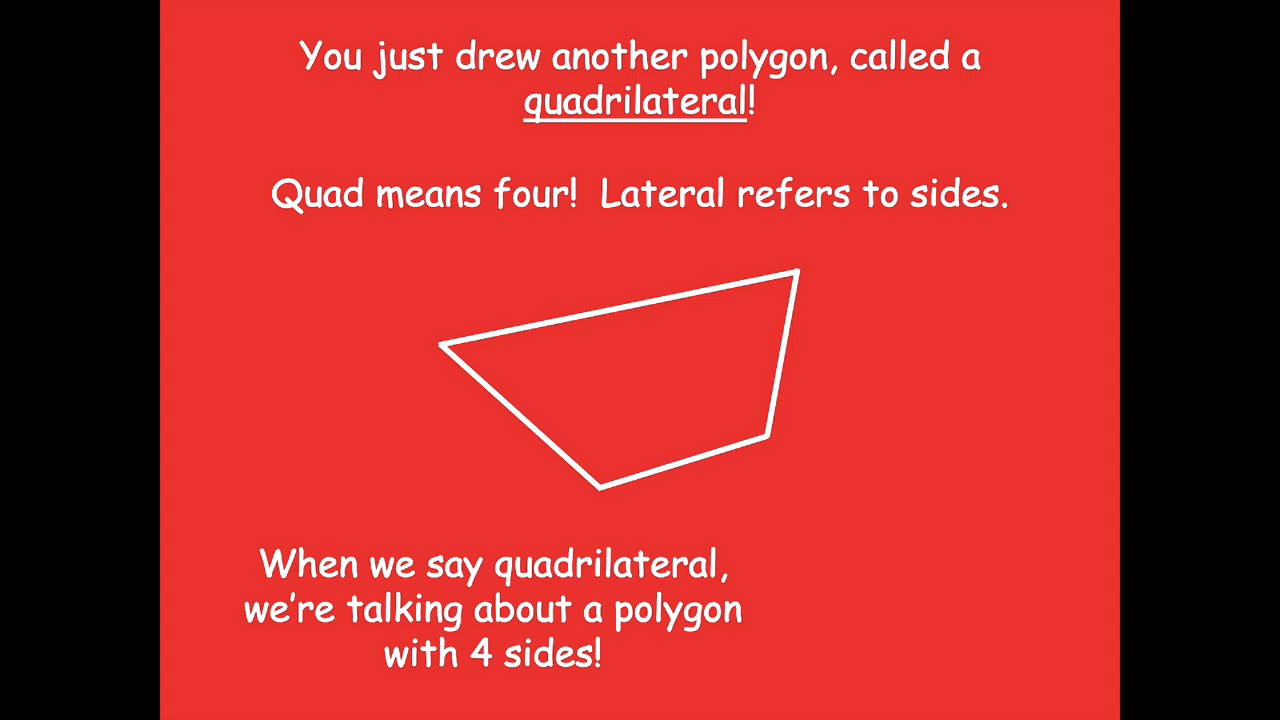 You just drew another polygon, called a
quadrilateral!
Quad means four!  Lateral refers to sides.
When we say quadrilateral,
we're talking about a polygon
with 4 sides!